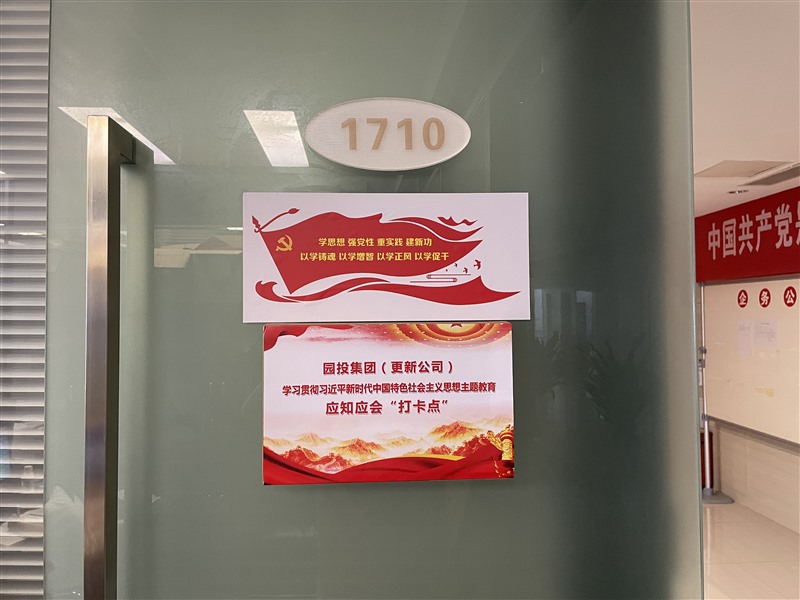 1710
学思想 强党性 重实践 建新功
以学铸魂 以学增智 以学正风 以学促干
园投集团（更新公司）
学习贯彻习近平新时代中国特色社会主义思想主题教育
应知应会“打卡点”
中国共产党
企务公